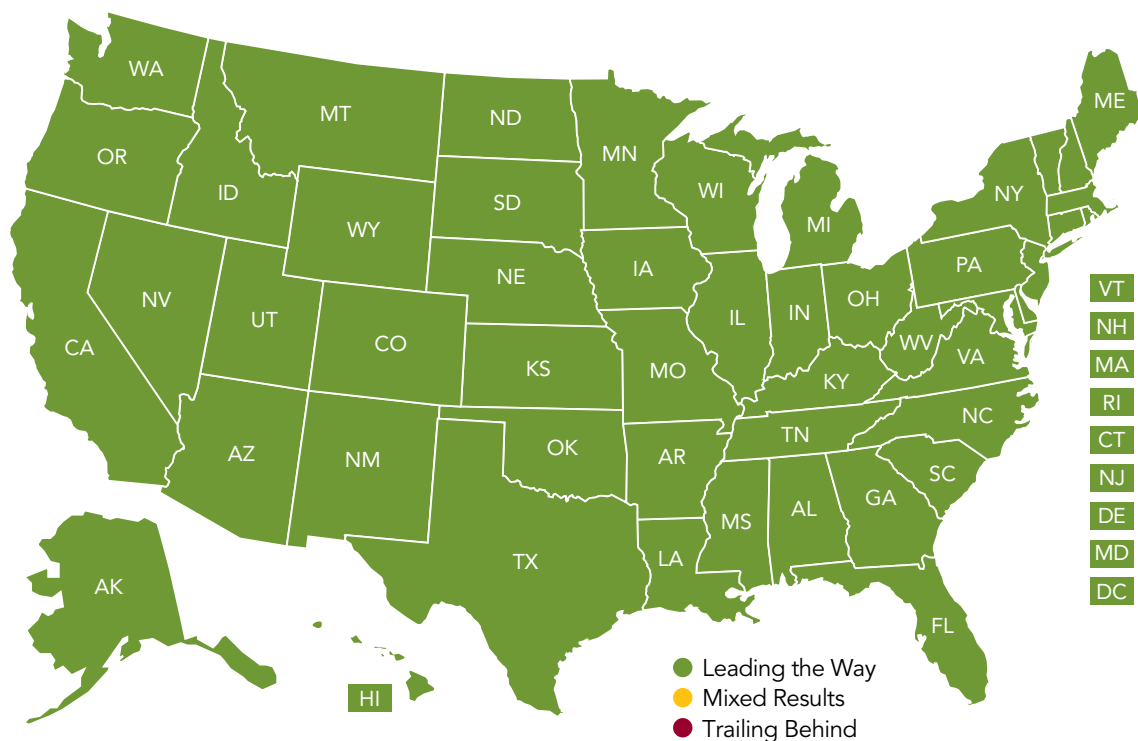 WA
MT
ND
ME
OR
MN
ID
SD
WI
NY
WY
MI
NE
IA
PA
NV
UT
CO
IL
IN
OH
CA
KS
MO
WV
VA
KY
AZ
NM
OK
AR
TN
NC
SC
MS
AL
GA
TX
LA
AK
FL
HI
VT
NH
MA
RI
CT
NJ
DE
MD
DC
Leading the Way
Mixed Results
Trailing Behind